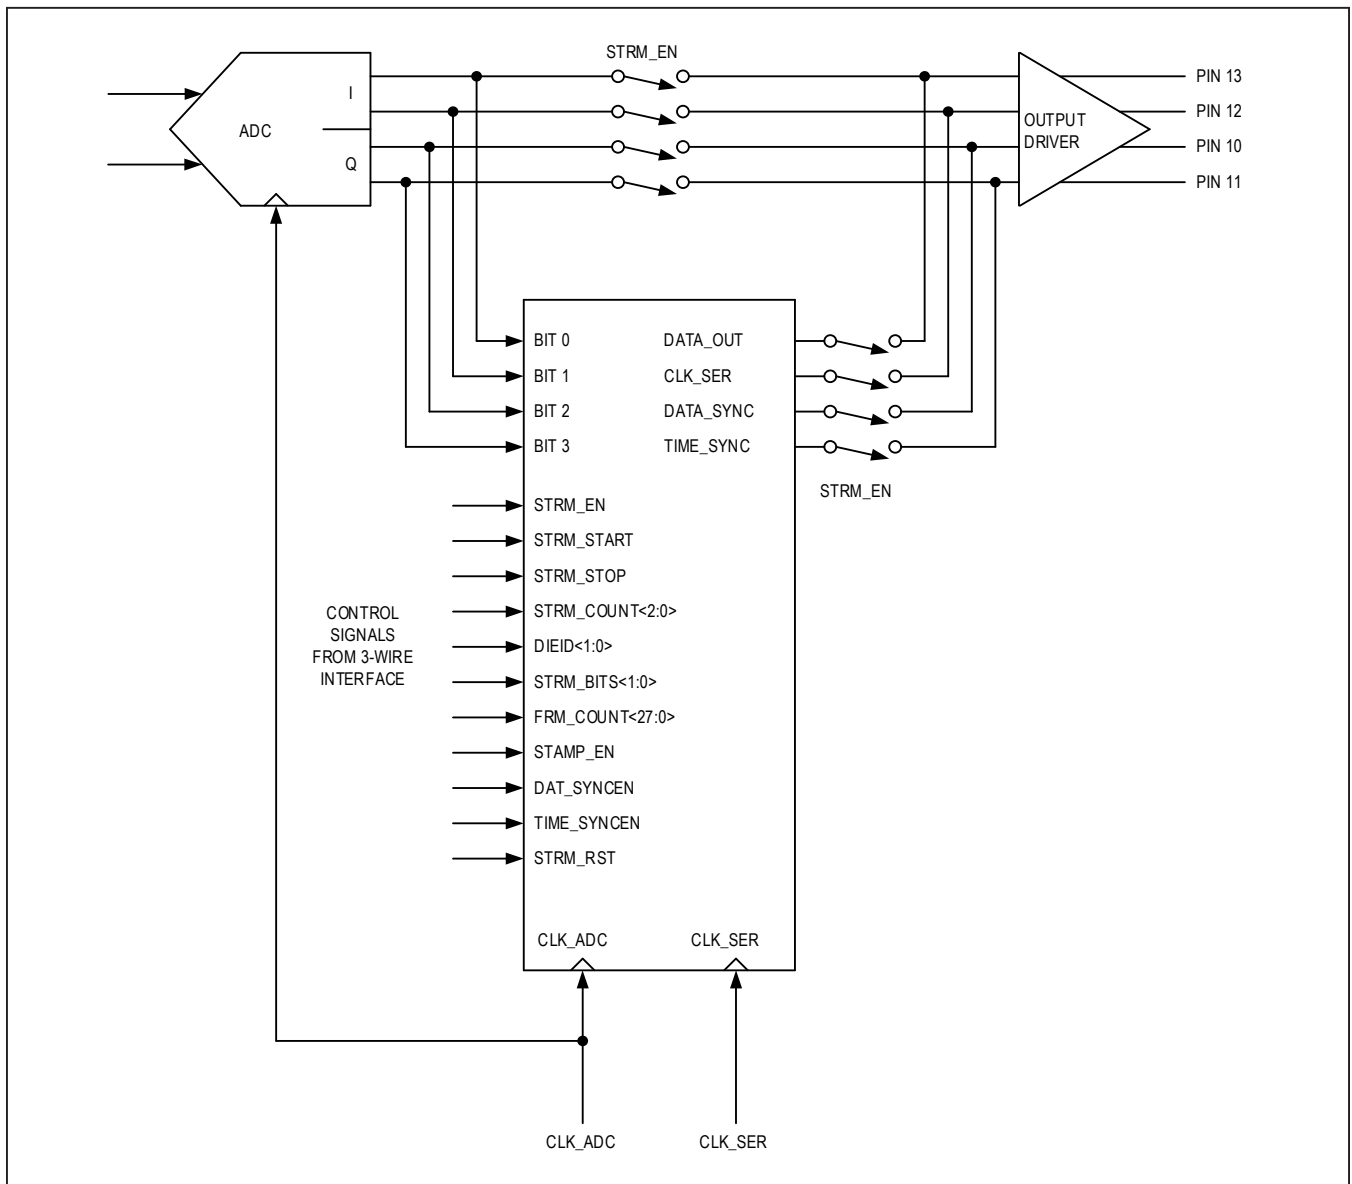 STRM_EN
PIN 13
I
PIN 12
OUTPUT
DRIVER
ADC
PIN 10
Q
PIN 11
BIT 0
DATA_OUT
BIT 1
CLK_SER
BIT 2
DATA_SYNC
BIT 3
TIME_SYNC
STRM_EN
STRM_EN
STRM_START
STRM_STOP
STRM_COUNT<2:0>
DIEID<1:0>
STRM_BITS<1:0>
FRM_COUNT<27:0>
STAMP_EN
DAT_SYNCEN
TIME_SYNCEN
STRM_RST
CONTROL
SIGNALS
FROM 3-WIRE
INTERFACE
CLK_ADC
CLK_SER
CLK_ADC
CLK_SER